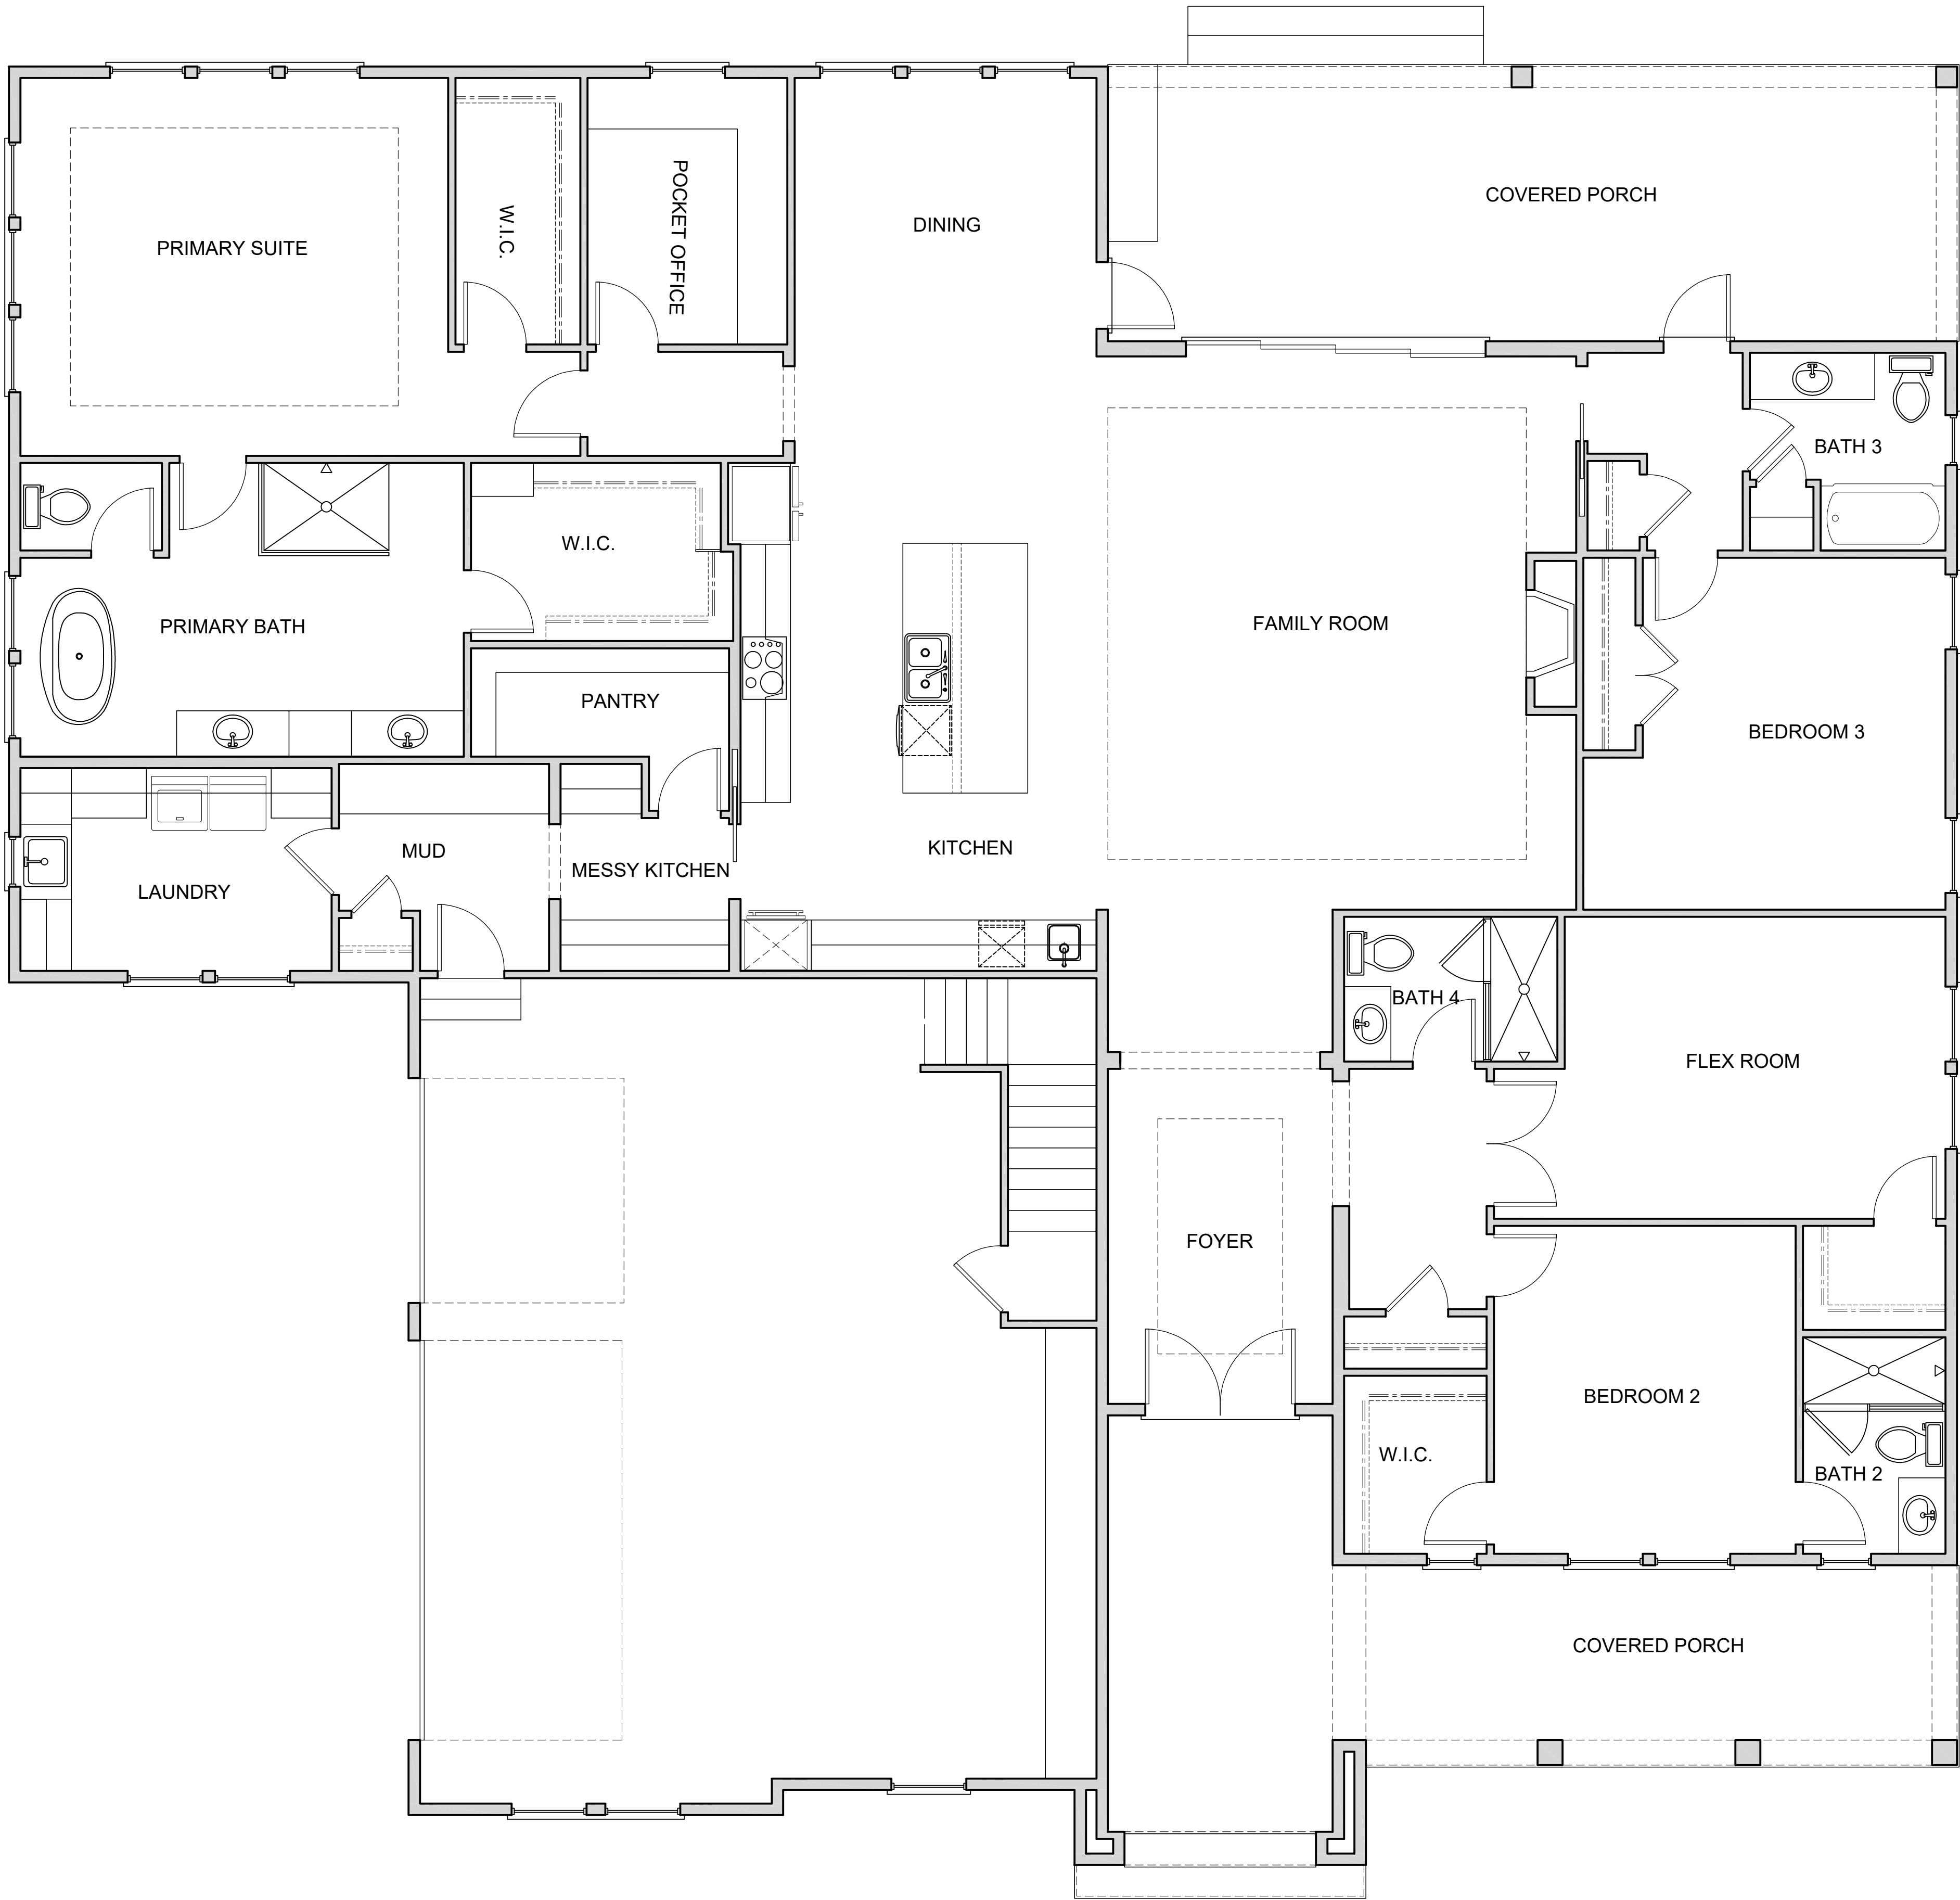 COVERED PORCH
DINING
W.I.C.
POCKET OFFICE
PRIMARY SUITE
BATH 3
W.I.C.
PRIMARY BATH
FAMILY ROOM
PANTRY
BEDROOM 3
KITCHEN
MUD
MESSY KITCHEN
LAUNDRY
BATH 4
FLEX ROOM
FOYER
BEDROOM 2
W.I.C.
BATH 2
COVERED PORCH